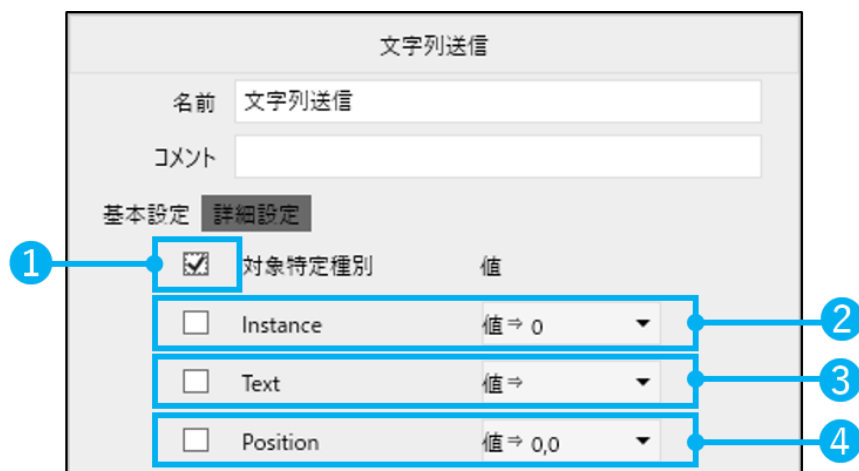 文字列送信
名前 文字列送信
コメント
基本設定 詳細設定
1 対象特定種別 値
Instance 値⇒ 0 2
Text 値⇒ 3
Position 値⇒ 0,0 4